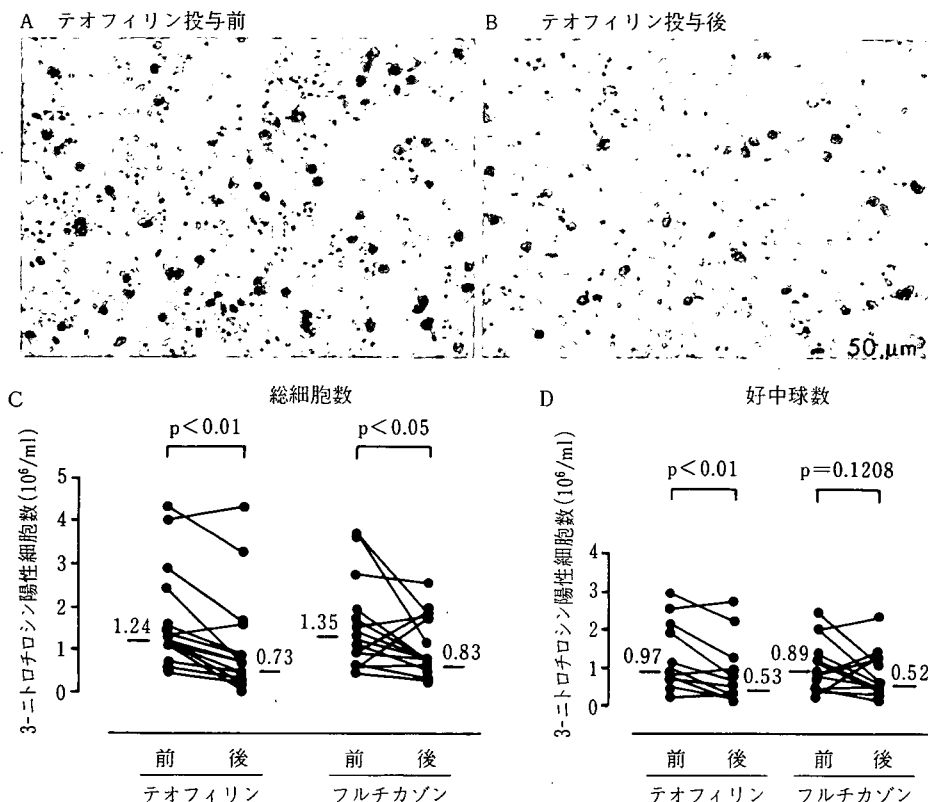 A テオフィリン投与前
B テオフィリン投与後
50 μm
C
総細胞数
3-ニトロチロシン陽性細胞数(10⁶/ml)
p<0.01
p<0.05
5
4
3
2
1
0
1.24
0.73
1.35
0.83
前 後 前 後
テオフィリン フルチカゾン
D
好中球数
3-ニトロチロシン陽性細胞数(10⁶/ml)
p<0.01
p=0.1208
4
3
2
1
0
0.97
0.53
0.89
0.52
前 後 前 後
テオフィリン フルチカゾン